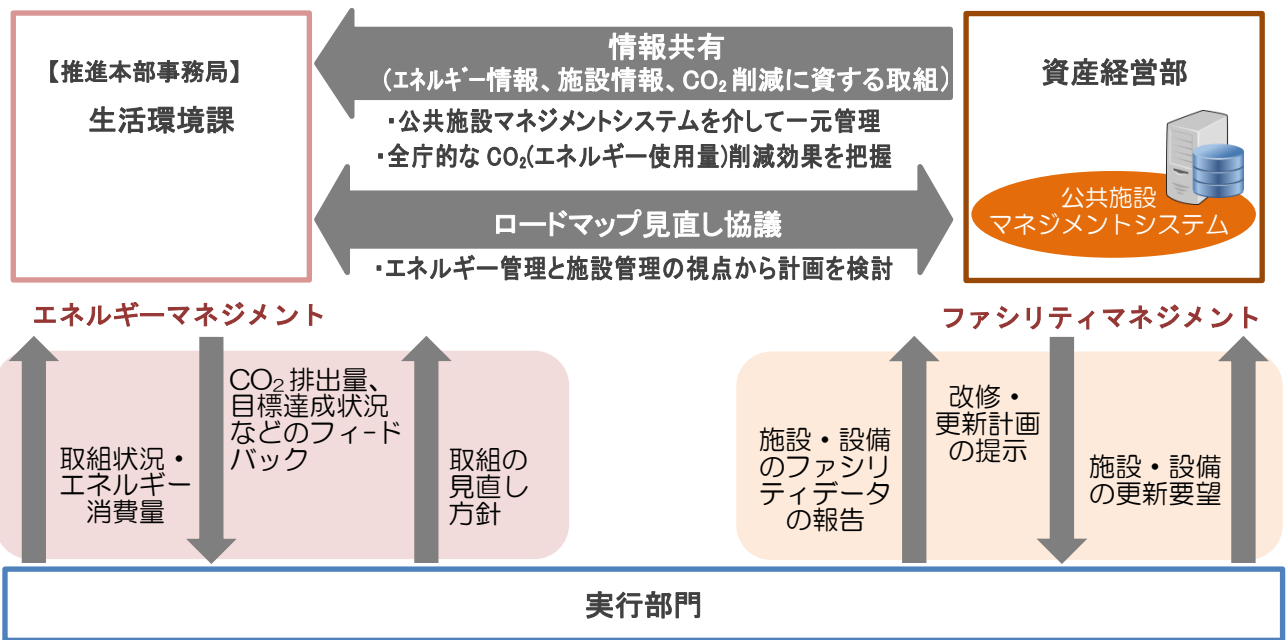 【推進本部事務局】
生活環境課
情報共有
（エネルギー情報、施設情報、CO₂削減に資する取組）
・公共施設マネジメントシステムを介して一元管理
・全庁的な CO₂(エネルギー使用量)削減効果を把握
ロードマップ見直し協議
・エネルギー管理と施設管理の視点から計画を検討
資産経営部
公共施設
マネジメントシステム
エネルギーマネジメント
ファシリティマネジメント
取組状況・
エネルギー
消費量
CO₂排出量、
目標達成状況
などのフィードバック
バック
取組の
見直し
方針
施設・設備
のファシリ
ティデータ
の報告
改修・
更新計画
の提示
施設・設備
の更新要望
実行部門